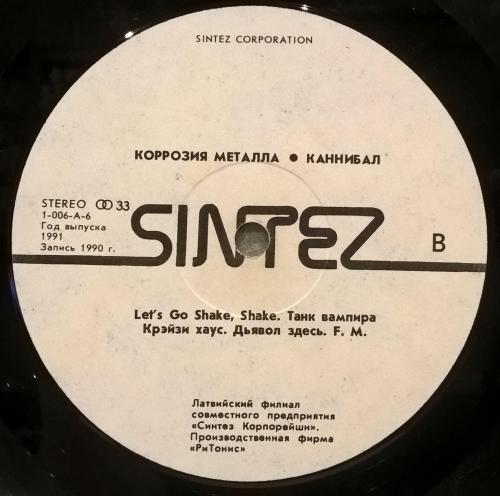 SINTEZ CORPORATION
КОРРОЗИЯ МЕТАЛЛА ● КАННИБАЛ
STEREO ꝏ 33
1-006-A-6
Год выпуска
1991
Запись 1990 г.
SINTEZ
B
Let's Go Shake, Shake. Танк вампира
Крэйзи хаус. Дьявол здесь. F. M.
Латвийский филиал
совместного предприятия
«Синтез Корпорейшн».
Производственная фирма
«РиТонис»